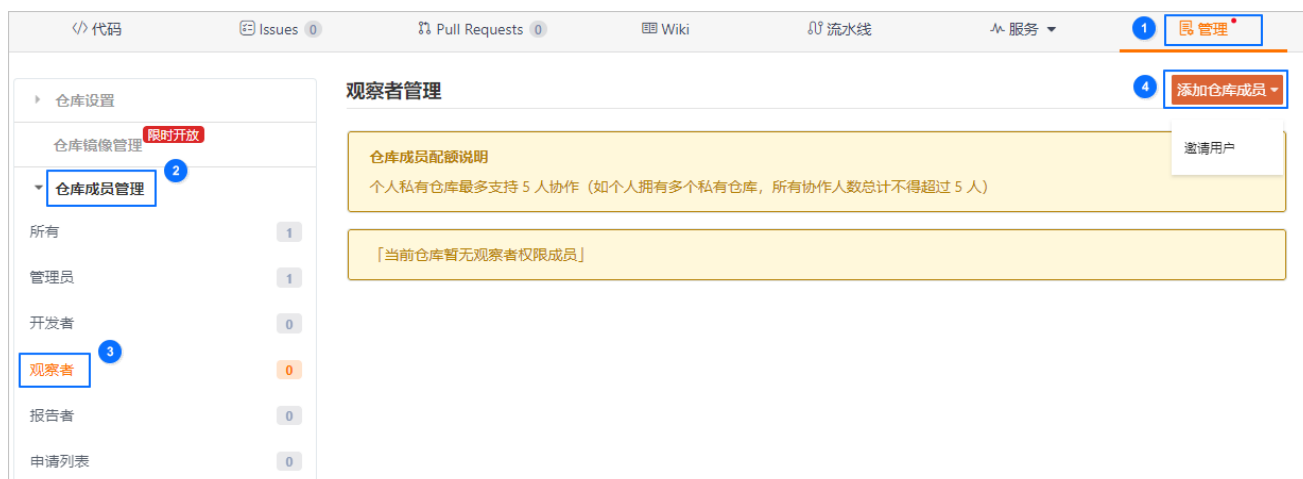 代码
Issues 0
Pull Requests 0
Wiki
流水线
服务
1
管理
仓库设置
仓库镜像管理 限时开放
2
仓库成员管理
所有 1
管理员 1
开发者 0
3
观察者 0
报告者 0
申请列表 0
观察者管理
4
添加仓库成员
邀请用户
仓库成员配额说明
个人私有仓库最多支持 5 人协作（如个人拥有多个私有仓库，所有协作人数总计不得超过 5 人）
「当前仓库暂无观察者权限成员」